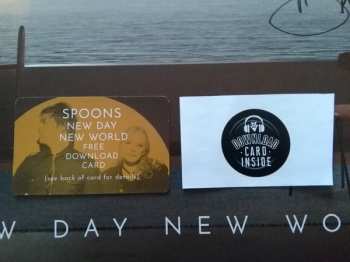 SPOONS
NEW DAY
NEW WORLD
FREE
DOWNLOAD
CARD
(see back of card for details)
DOWNLOAD
CARD
INSIDE
W DAY NEW WO